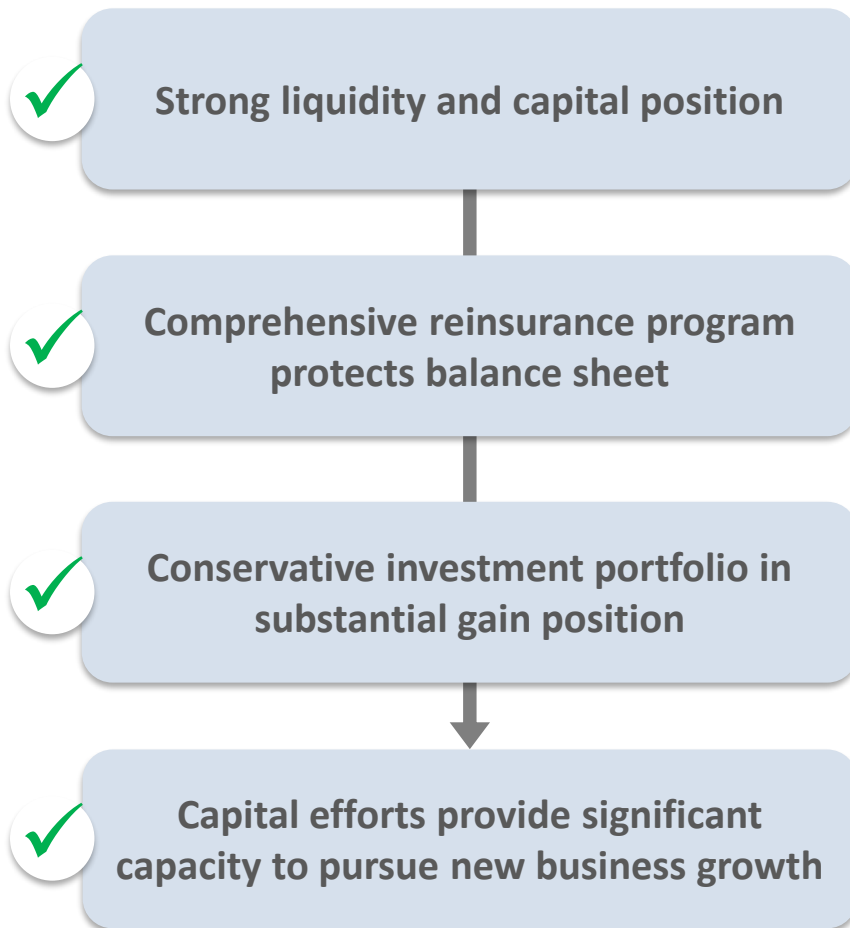 Strong liquidity and capital position
Comprehensive reinsurance program
protects balance sheet
Conservative investment portfolio in
substantial gain position
Capital efforts provide significant
capacity to pursue new business growth